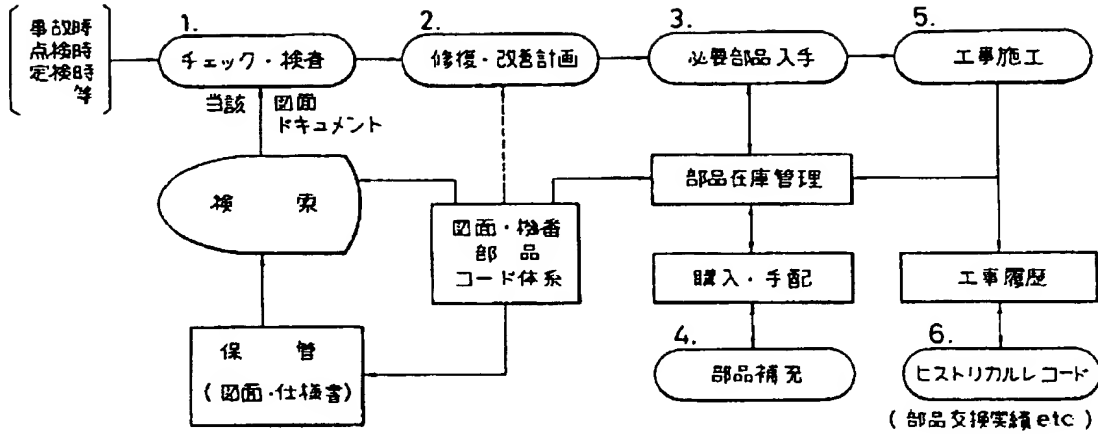 事故時
点検時
定検時
等
1.
チェック・検査
2.
修復・改善計画
3.
必要部品入手
5.
工事施工
当該 図面
ドキュメント
検索
図面・機番
部品
コード体系
部品在庫管理
購入・手配
工事履歴
保管
(図面・仕様書)
4.
部品補充
6.
ヒストリカルレコード
(部品交換実績etc)